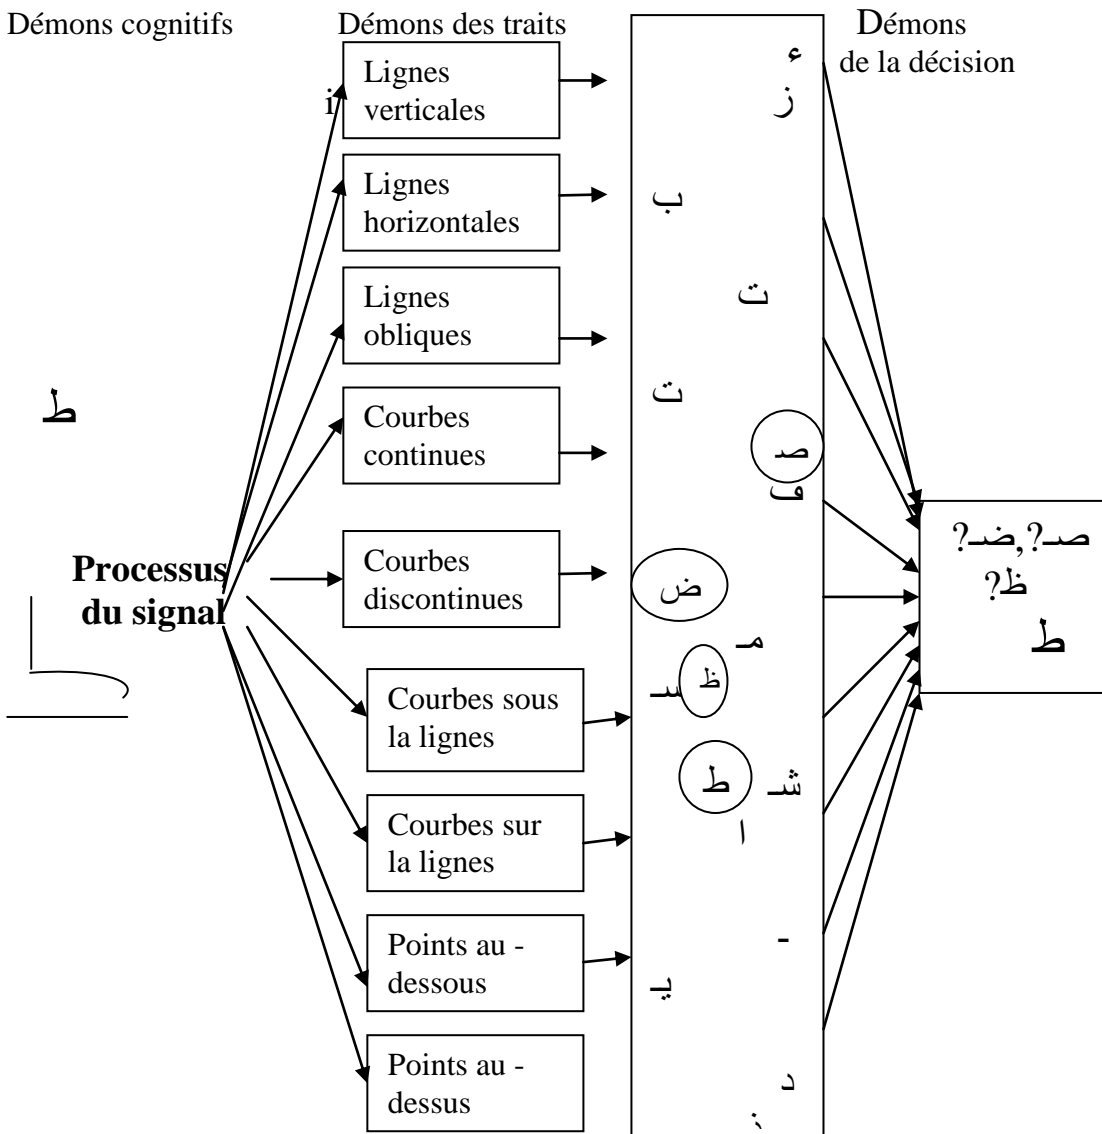 Démons cognitifs
Démons des traits
Démons
de la décision
i
Lignes
verticales
Lignes
horizontales
Lignes
obliques
Courbes
continues
Courbes
discontinues
Courbes sous
la lignes
Courbes sur
la lignes
Points au -
dessous
Points au -
dessus
ط
Processus
du signal
ء
ز
ب
ت
ت
صـ
ف
ض
مـ
ظ
سـ
ط
شـ
ا
-
يـ
د
صـ?,ضـ?
ظ?
ط